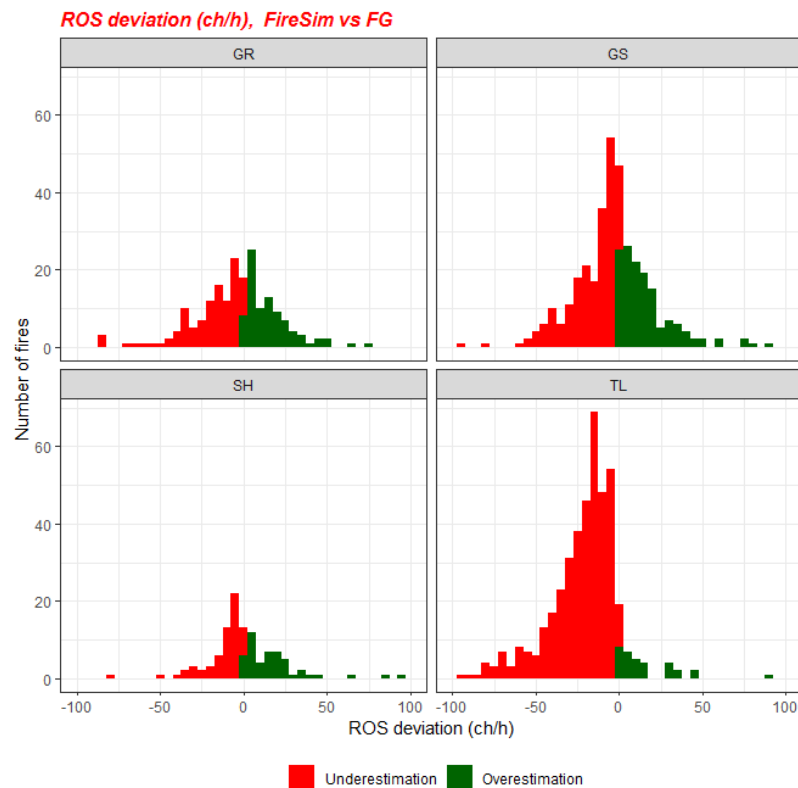 ROS deviation (ch/h), FireSim vs FG
GR
GS
60
40
20
0
SH
TL
60
40
20
0
Number of fires
-100 -50 0 50 100
-100 -50 0 50 100
ROS deviation (ch/h)
Underestimation Overestimation